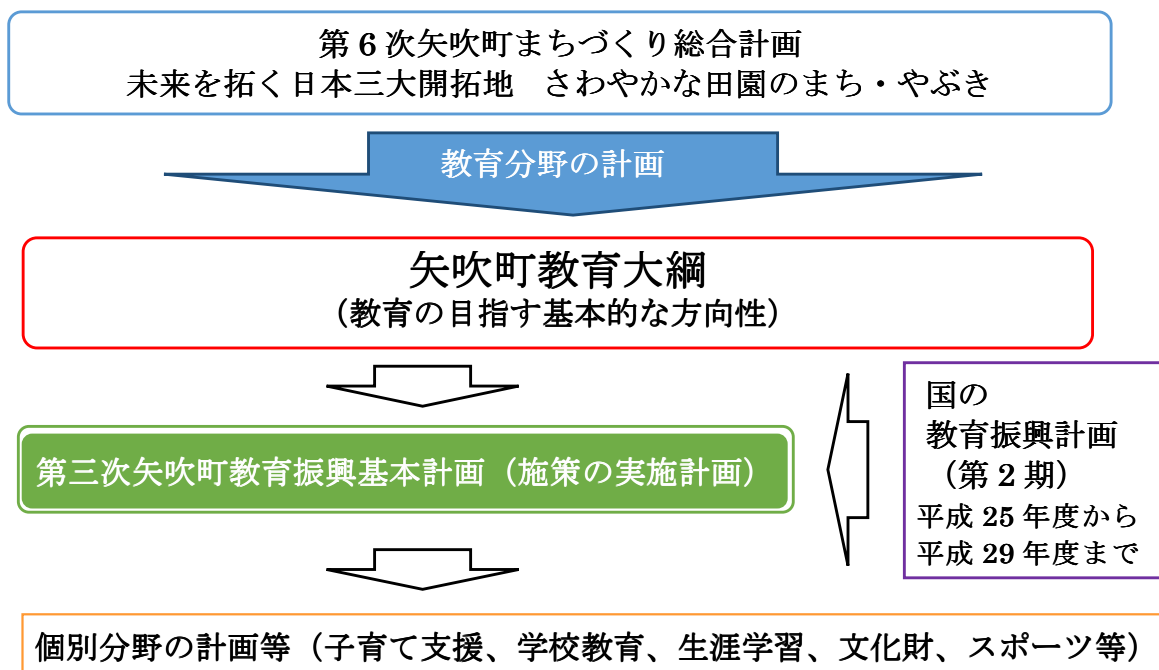 第6次矢吹町まちづくり総合計画
未来を拓く日本三大開拓地 さわやかな田園のまち・やぶき
教育分野の計画
矢吹町教育大綱
（教育の目指す基本的な方向性）
第三次矢吹町教育振興基本計画（施策の実施計画）
国の
教育振興計画
（第2期）
平成25年度から
平成29年度まで
個別分野の計画等（子育て支援、学校教育、生涯学習、文化財、スポーツ等）